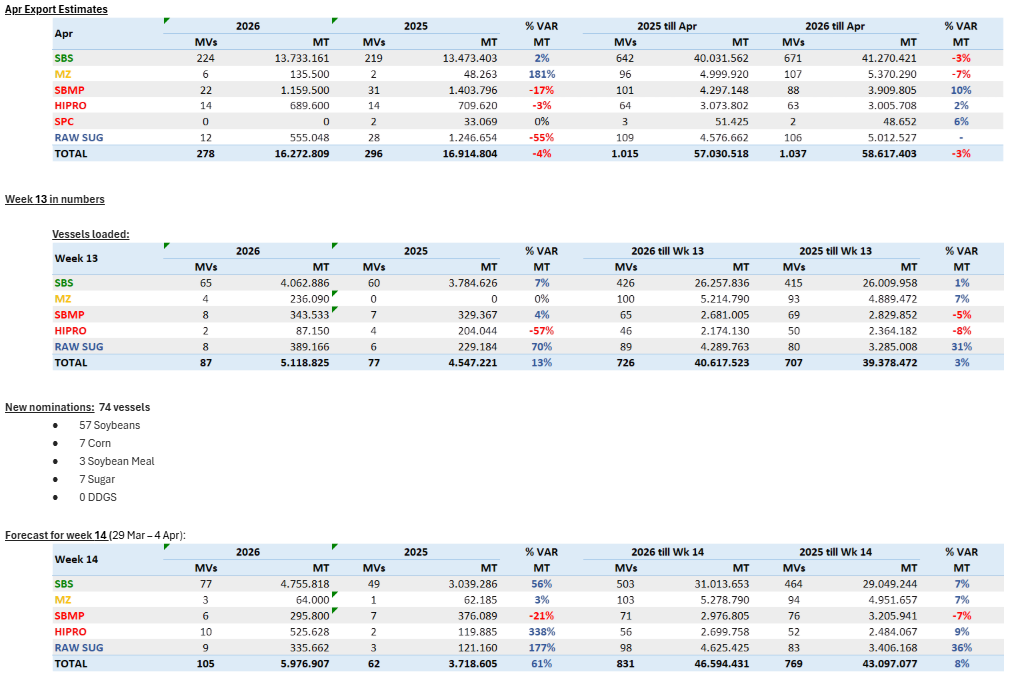 Apr Export Estimates
Apr 2026 2025 % VAR 2025 till Apr 2026 till Apr % VAR
MVs MT MVs MT MT MVs MT MVs MT MT
SBS 224 13.733.161 219 13.473.403 2% 642 40.031.562 671 41.270.421 -3%
MZ 6 135.500 2 48.263 181% 96 4.999.920 107 5.370.290 -7%
SBMP 22 1.159.500 31 1.403.796 -17% 101 4.297.148 88 3.909.805 10%
HIPRO 14 689.600 14 709.620 -3% 64 3.073.802 63 3.005.708 2%
SPC 0 0 2 33.069 0% 3 51.425 2 48.652 6%
RAW SUG 12 555.048 28 1.246.654 -55% 109 4.576.662 106 5.012.527 -
TOTAL 278 16.272.809 296 16.914.804 -4% 1.015 57.030.518 1.037 58.617.403 -3%
Week 13 in numbers
Vessels loaded:
Week 13 2026 2025 % VAR 2026 till Wk 13 2025 till Wk 13 % VAR
MVs MT MVs MT MT MVs MT MVs MT MT
SBS 65 4.062.886 60 3.784.626 7% 426 26.257.836 415 26.009.958 1%
MZ 4 236.090 0 0 0% 100 5.214.790 93 4.889.472 7%
SBMP 8 343.533 7 329.367 4% 65 2.681.005 69 2.829.852 -5%
HIPRO 2 87.150 4 204.044 -57% 46 2.174.130 50 2.364.182 -8%
RAW SUG 8 389.166 6 229.184 70% 89 4.289.763 80 3.285.008 31%
TOTAL 87 5.118.825 77 4.547.221 13% 726 40.617.523 707 39.378.472 3%
New nominations: 74 vessels
• 57 Soybeans
• 7 Corn
• 3 Soybean Meal
• 7 Sugar
• 0 DDGS
Forecast for week 14 (29 Mar – 4 Apr):
Week 14 2026 2025 % VAR 2026 till Wk 14 2025 till Wk 14 % VAR
MVs MT MVs MT MT MVs MT MVs MT MT
SBS 77 4.755.818 49 3.039.286 56% 503 31.013.653 464 29.049.244 7%
MZ 3 64.000 1 62.185 3% 103 5.278.790 94 4.951.657 7%
SBMP 6 295.800 7 376.089 -21% 71 2.976.805 76 3.205.941 -7%
HIPRO 10 525.628 2 119.885 338% 56 2.699.758 52 2.484.067 9%
RAW SUG 9 335.662 3 121.160 177% 98 4.625.425 83 3.406.168 36%
TOTAL 105 5.976.907 62 3.718.605 61% 831 46.594.431 769 43.097.077 8%